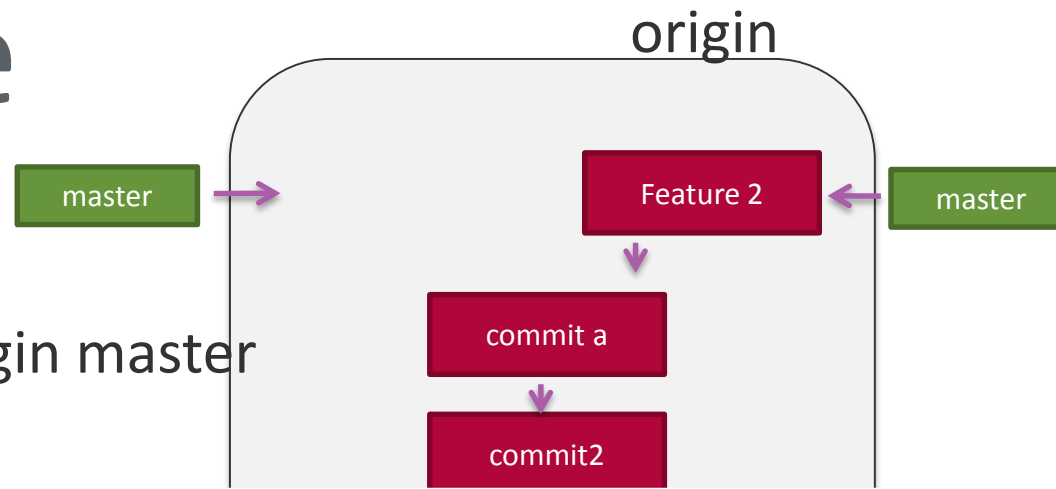 origin
master
Feature 2
master
commit a
gin master
commit2